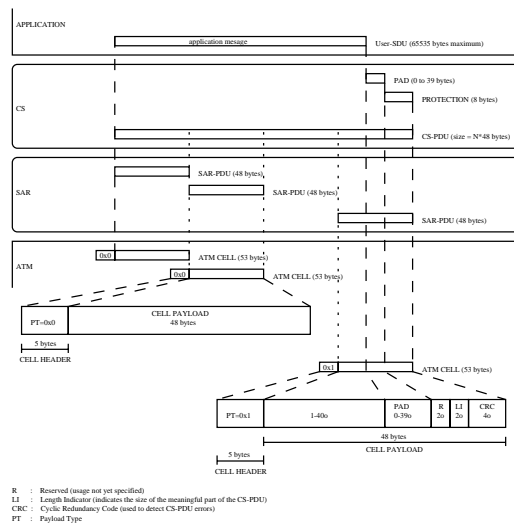 APPLICATION
application mesage
User-SDU (65535 bytes maximum)
PAD (0 to 39 bytes)
PROTECTION (8 bytes)
CS
CS-PDU (size = N*48 bytes)
SAR-PDU (48 bytes)
SAR-PDU (48 bytes)
SAR
SAR-PDU (48 bytes)
ATM
0x0
ATM CELL (53 bytes)
0x0
ATM CELL (53 bytes)
PT=0x0
CELL PAYLOAD
48 bytes
5 bytes
CELL HEADER
0x1
ATM CELL (53 bytes)
PT=0x1
1-40o
PAD
0-39o
R
2o
LI
2o
CRC
4o
48 bytes
CELL PAYLOAD
5 bytes
CELL HEADER
R : Reserved (usage not yet specified)
LI : Length Indicator (indicates the size of the meaningful part of the CS-PDU)
CRC : Cyclic Redundancy Code (used to detect CS-PDU errors)
PT : Payload Type